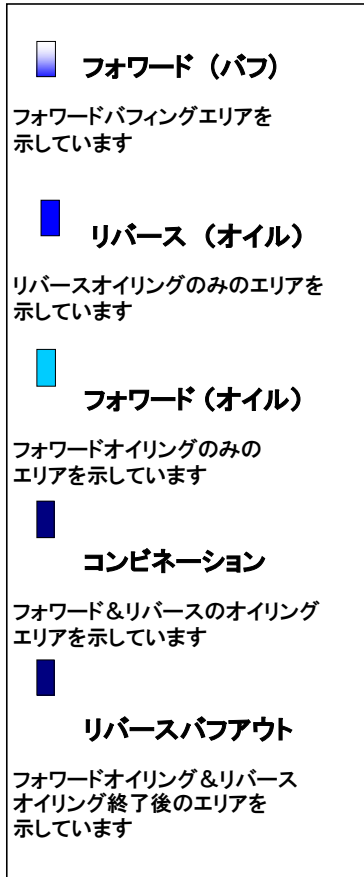 フォワード（バフ）
フォワードバフィングエリアを
示しています
リバース（オイル）
リバースオイリングのみのエリアを
示しています
フォワード（オイル）
フォワードオイリングのみの
エリアを示しています
コンビネーション
フォワード＆リバースのオイリング
エリアを示しています
リバースバフアウト
フォワードオイリング＆リバース
オイリング終了後のエリアを
示しています